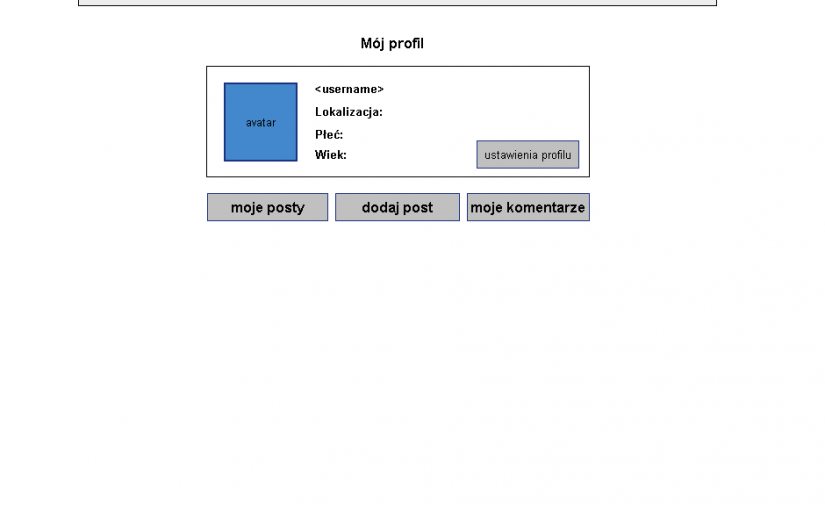 Mój profil
avatar
<username>
Lokalizacja:
Płeć:
Wiek:
ustawienia profilu
moje posty
dodaj post
moje komentarze